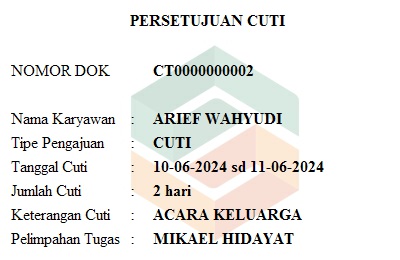 PERSETUJUAN CUTI
NOMOR DOK CT0000000002
Nama Karyawan : ARIEF WAHYUDI
Tipe Pengajuan : CUTI
Tanggal Cuti : 10-06-2024 sd 11-06-2024
Jumlah Cuti : 2 hari
Keterangan Cuti : ACARA KELUARGA
Pelimpahan Tugas : MIKAEL HIDAYAT